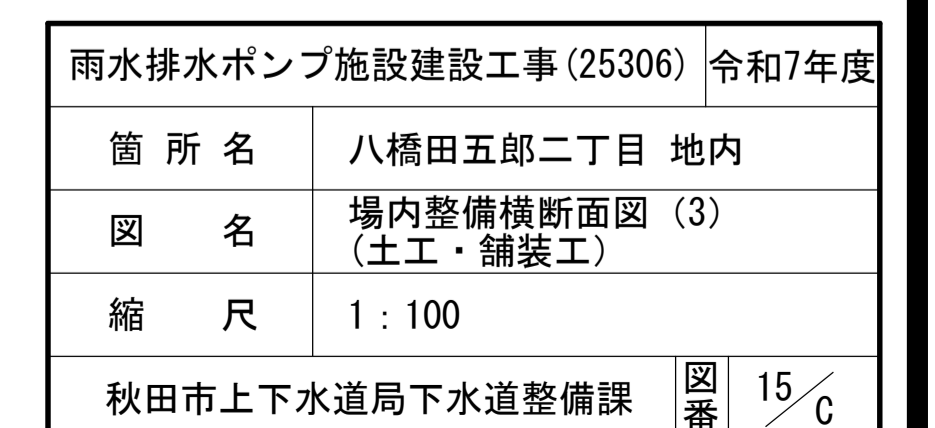 雨水排水ポンプ施設建設工事(25306) 令和7年度
箇所名 八橋田五郎二丁目 地内
図名 場内整備横断面図 (3)
(土工・舗装工)
縮尺 1:100
秋田市上下水道局下水道整備課 図番 15/C